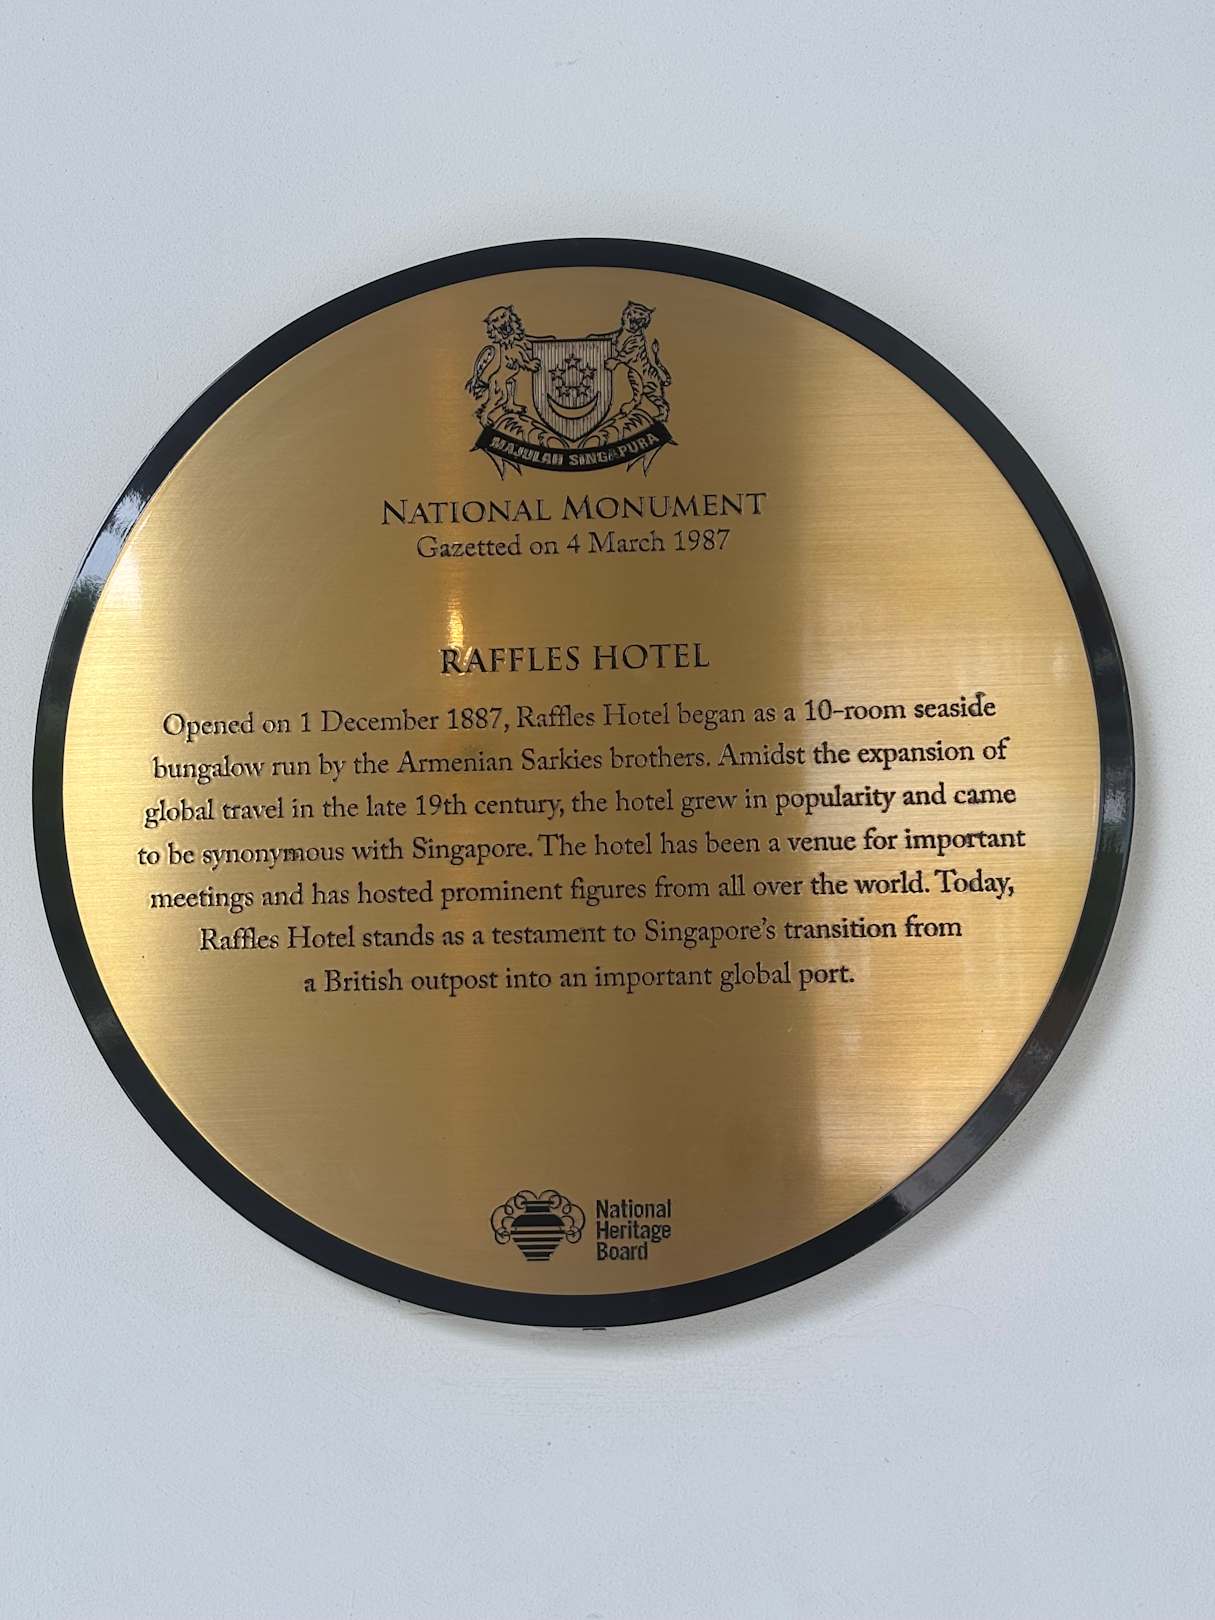 MAJULAH SINGAPURA
NATIONAL MONUMENT
Gazetted on 4 March 1987
RAFFLES HOTEL
Opened on 1 December 1887, Raffles Hotel began as a 10-room seaside
bungalow run by the Armenian Sarkies brothers. Amidst the expansion of
global travel in the late 19th century, the hotel grew in popularity and came
to be synonymous with Singapore. The hotel has been a venue for important
meetings and has hosted prominent figures from all over the world. Today,
Raffles Hotel stands as a testament to Singapore's transition from
a British outpost into an important global port.
National
Heritage
Board